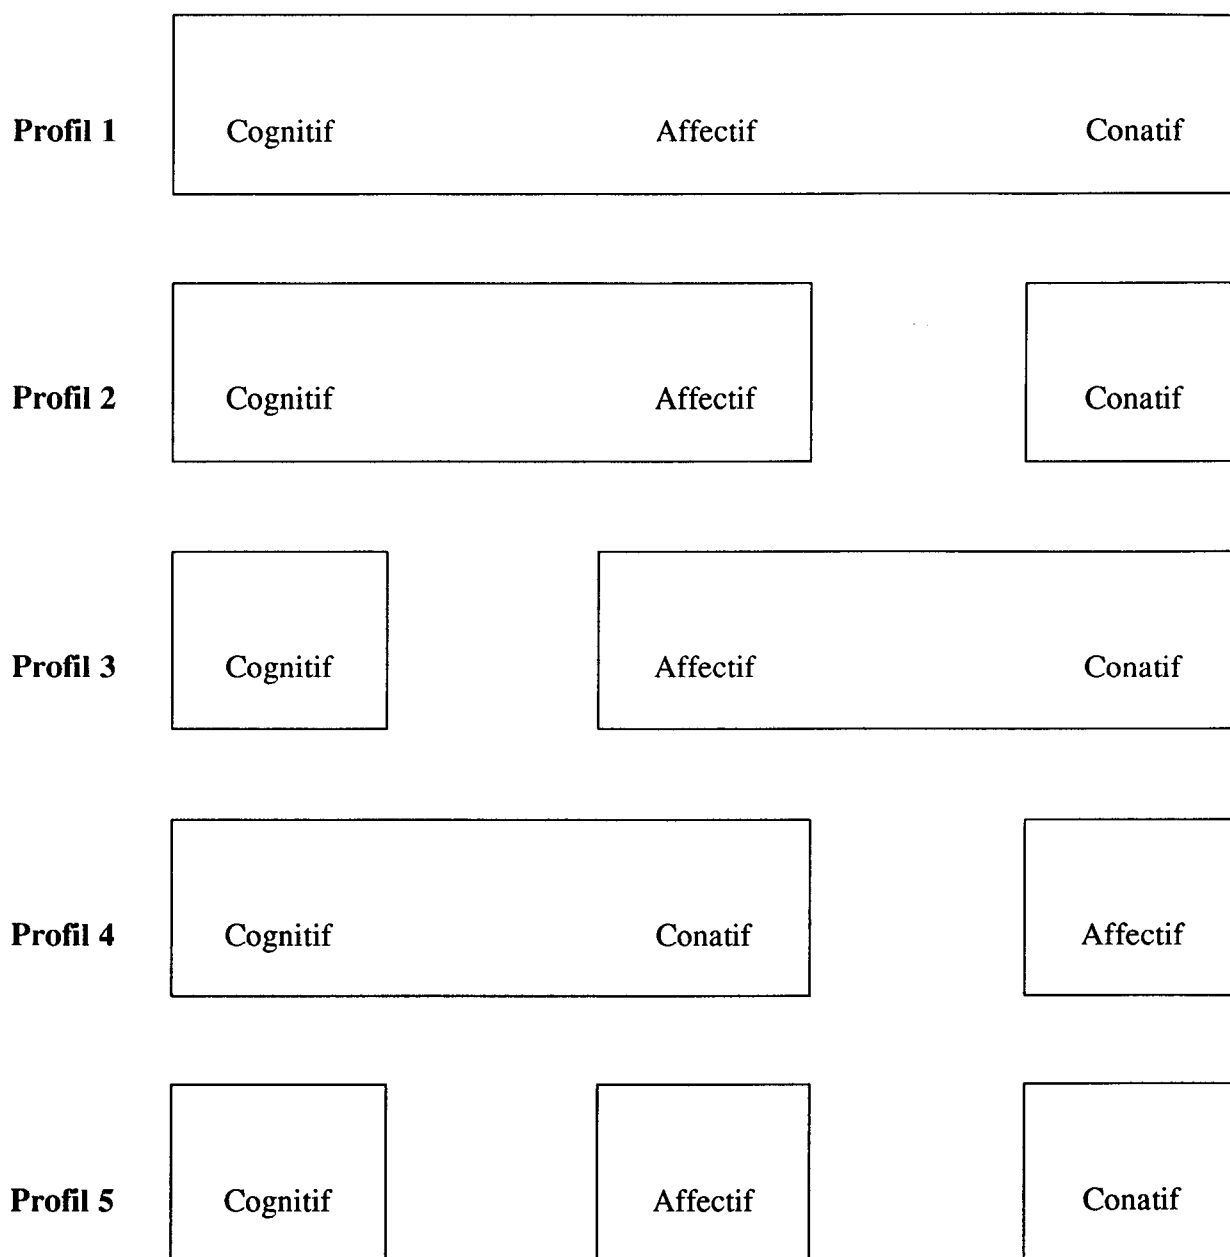 Profil 1 Cognitif Affectif Conatif
Profil 2 Cognitif Affectif Conatif
Profil 3 Cognitif Affectif Conatif
Profil 4 Cognitif Conatif Affectif
Profil 5 Cognitif Affectif Conatif